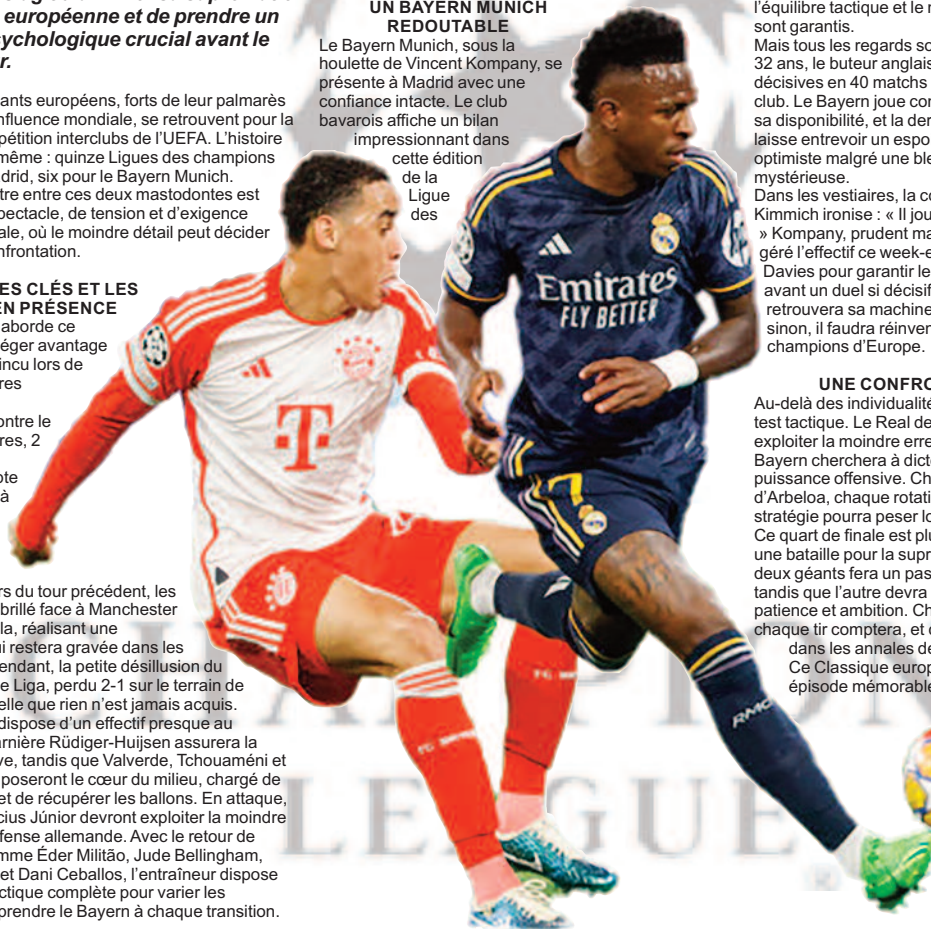 européenne et de prendre un
sychologique crucial avant le
r.
ants européens, forts de leur palmarès
nfluence mondiale, se retrouvent pour la
pétition interclubs de l'UEFA. L'histoire
même : quinze Ligues des champions
drid, six pour le Bayern Munich.
tre entre ces deux mastodontes est
pectacle, de tension et d'exigence
ale, où le moindre détail peut décider
nfrontation.
ES CLÉS ET LES
EN PRÉSENCE
aborde ce
éger avantage
incu lors de
res
ontre le
res, 2
ote
à
rs du tour précédent, les
brillé face à Manchester
la, réalisant une
ui restera gravée dans les
endant, la petite désillusion du
e Liga, perdu 2-1 sur le terrain de
elle que rien n'est jamais acquis.
dispose d'un effectif presque au
arnière Rüdiger-Huijsen assurera la
ve, tandis que Valverde, Tchouaméni et
poseront le cœur du milieu, chargé de
et de récupérer les ballons. En attaque,
cius Júnior devront exploiter la moindre
fense allemande. Avec le retour de
mme Éder Militão, Jude Bellingham,
et Dani Ceballos, l'entraîneur dispose
ctique complète pour varier les
prendre le Bayern à chaque transition.
UN BAYERN MUNICH
REDOUTABLE
Le Bayern Munich, sous la
houlette de Vincent Kompany, se
présente à Madrid avec une
confiance intacte. Le club
bavarois affiche un bilan
impressionnant dans
cette édition
de la
Ligue
des
l'équilibre tactique et le r
sont garantis.
Mais tous les regards so
32 ans, le buteur anglais
décisives en 40 matchs
club. Le Bayern joue con
sa disponibilité, et la der
laisse entrevoir un espo
optimiste malgré une ble
mystérieuse.
Dans les vestiaires, la co
Kimmich ironise : « Il jou
» Kompany, prudent ma
géré l'effectif ce week-e
Davies pour garantir le
avant un duel si décisif
retrouvera sa machine
sinon, il faudra réinven
champions d'Europe.
UNE CONFRO
Au-delà des individualité
test tactique. Le Real de
exploiter la moindre erre
Bayern cherchera à dicte
puissance offensive. Ch
d'Arbeloa, chaque rotati
stratégie pourra peser lo
Ce quart de finale est plu
une bataille pour la supr
deux géants fera un pas
tandis que l'autre devra
patience et ambition. Ch
chaque tir comptera, et c
dans les annales de
Ce Classique europ
épisode mémorable
Emirates
FLY BETTER
T
7
RMC
CHAMPION
LEAGUE